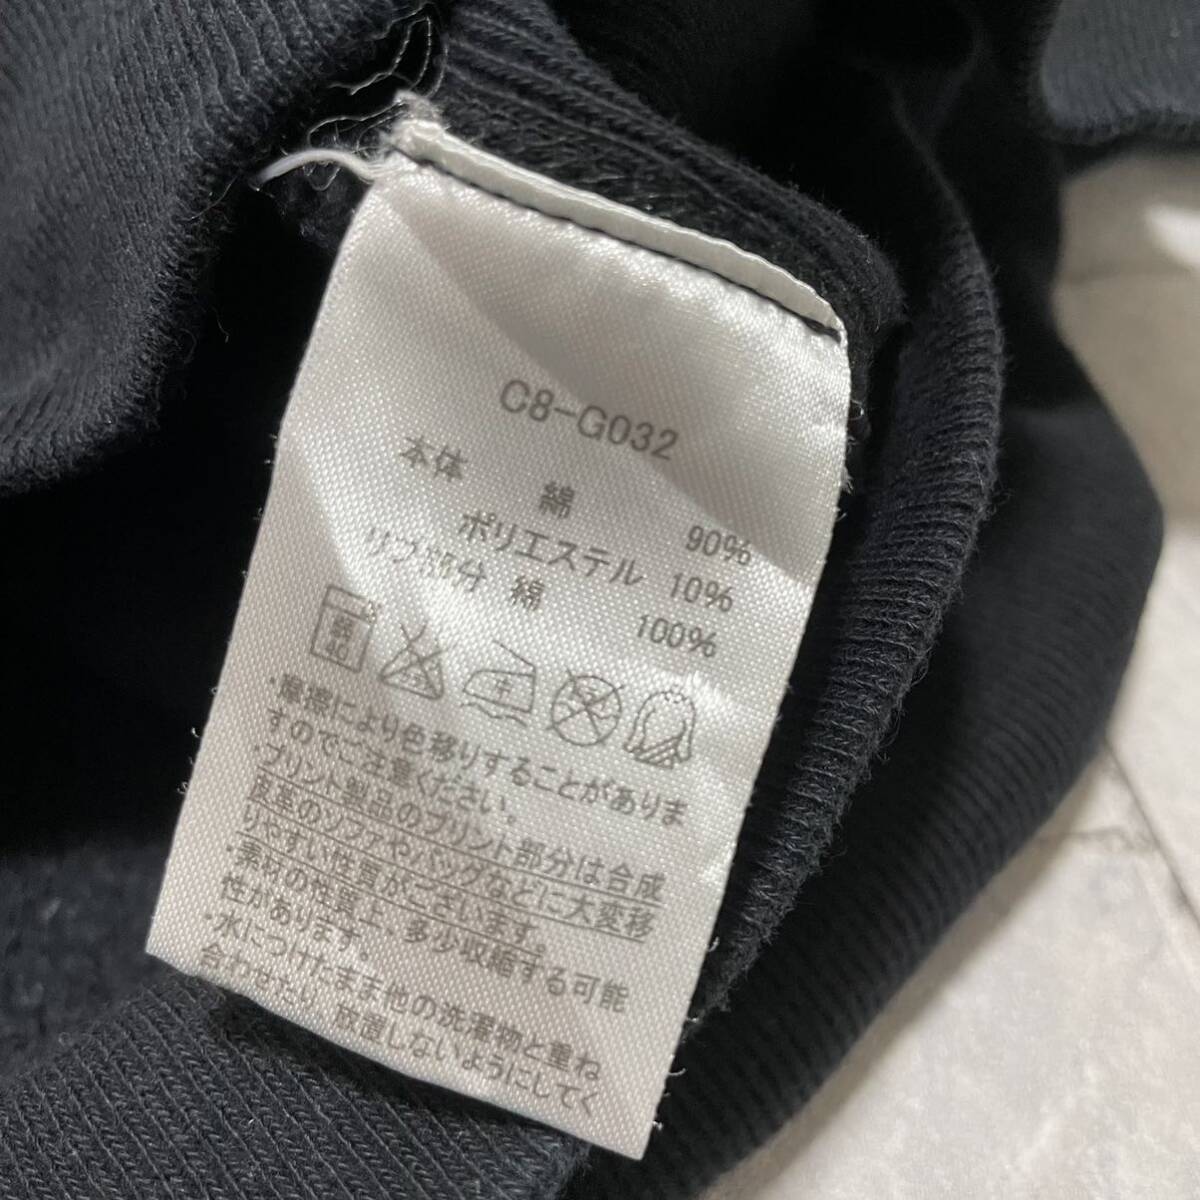 C8-G032
本体 綿 90%
ポリエステル 10%
リブ部分 綿 100%
・摩擦により色移りすることがありま
すのでご注意ください。
・プリント製品のプリント部分は合成
皮革のソファやバッグなどに大変移
りやすい性質がございます。
・素材の性質上、多少収縮する可能
性があります。
・水につけたまま他の洗濯物と重ね
合わせたり、放置しないようにしてく